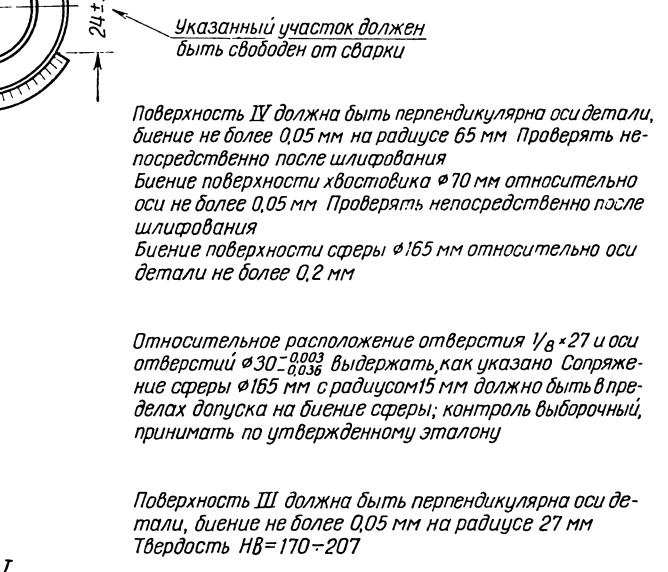 24±
Указанный участок должен
быть свободен от сварки
Поверхность IV должна быть перпендикулярна оси детали,
биение не более 0,05 мм на радиусе 65 мм Проверять не-
посредственно после шлифования
Биение поверхности хвостовика ⌀70 мм относительно
оси не более 0,05 мм Проверять непосредственно после
шлифования
Биение поверхности сферы ⌀165 мм относительно оси
детали не более 0,2 мм
Относительное расположение отверстия 1/8 × 27 и оси
отверстий ⌀30 −0,003 −0,036 выдержать, как указано Сопряже-
ние сферы ⌀165 мм с радиусом 15 мм должно быть в пре-
делах допуска на биение сферы; контроль выборочный,
принимать по утвержденному эталону
Поверхность III должна быть перпендикулярна оси де-
тали, биение не более 0,05 мм на радиусе 27 мм
Твердость НВ=170÷207
I